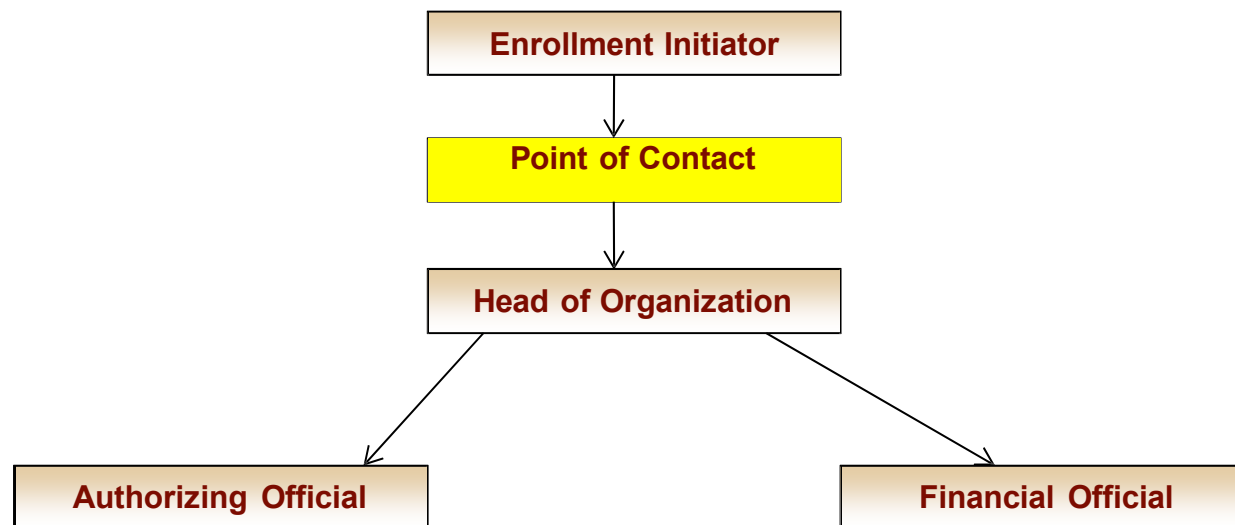 Enrollment Initiator
Point of Contact
Head of Organization
Authorizing Official
Financial Official